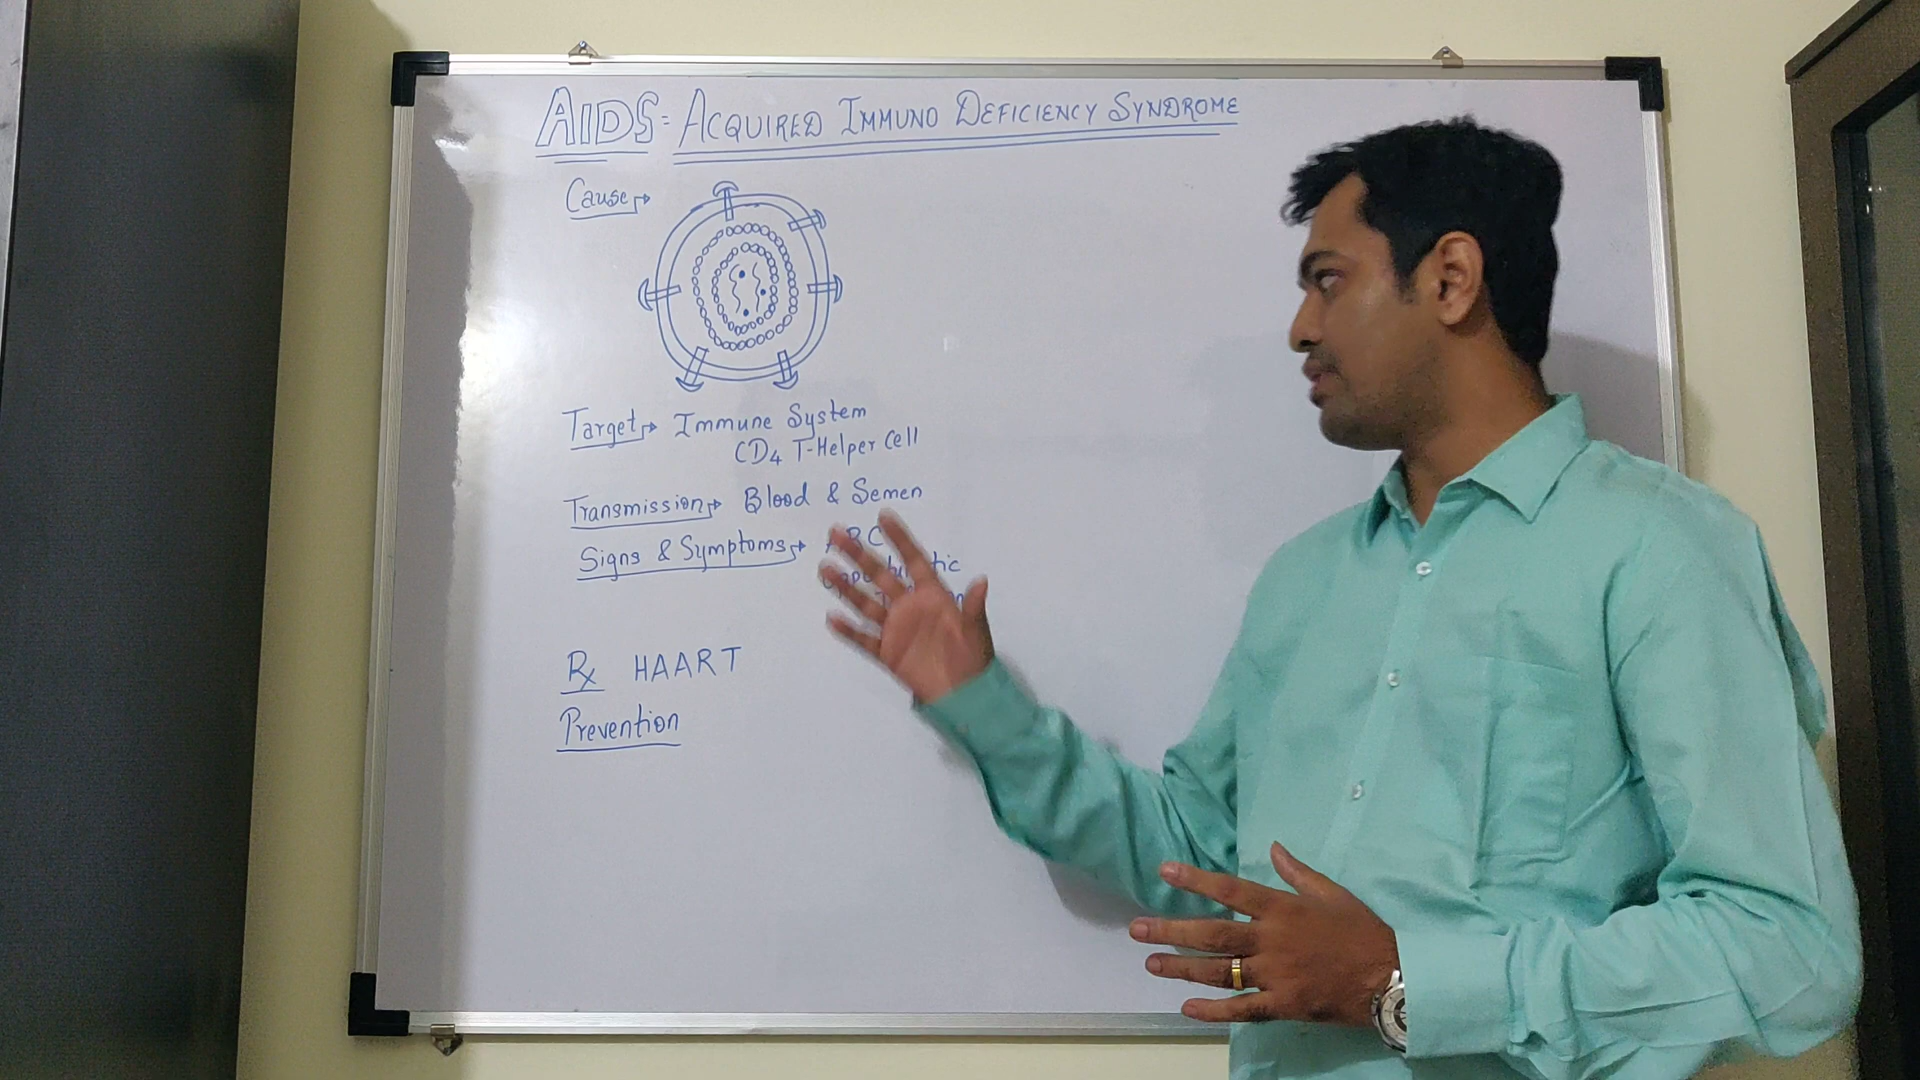 AIDS = ACQUIRED IMMUNO DEFICIENCY SYNDROME
Cause →
Target → Immune System
CD4 T-Helper Cell
Transmission → Blood & Semen
Signs & Symptoms → ARC
Rx HAART
Prevention